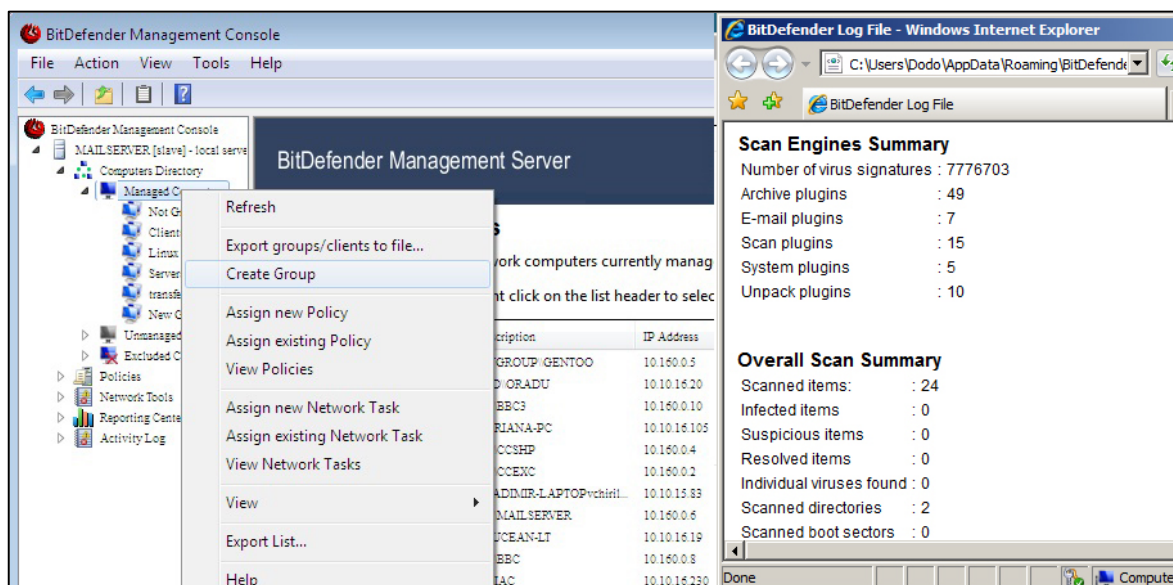 BitDefender Management Console
File Action View Tools Help
BitDefender Management Console
MAILSERVER [slave] - local serve
Computers Directory
Managed
Not G
Client
Linux
Server
transfe
New G
Unmanaged
Excluded C
Policies
Network Tools
Reporting Cente
Activity Log
BitDefender Management Server
s
work computers currently manag
ht click on the list header to selec
cription IP Address
GROUP\GENTOO 10.160.0.5
D\ORADU 10.10.16.20
BBC3 10.160.0.10
RIANA-PC 10.10.16.105
CCSHP 10.160.0.4
CCEXC 10.160.0.2
ADIMIR-LAPTOPvchiril... 10.10.15.83
MAILSERVER 10.160.0.6
UCEAN-LT 10.10.16.19
BBC 10.160.0.8
IAC 10.10.16.230
Refresh
Export groups/clients to file...
Create Group
Assign new Policy
Assign existing Policy
View Policies
Assign new Network Task
Assign existing Network Task
View Network Tasks
View
Export List...
Help
BitDefender Log File - Windows Internet Explorer
C:\Users\Dodo\AppData\Roaming\BitDefende
BitDefender Log File
Scan Engines Summary
Number of virus signatures : 7776703
Archive plugins : 49
E-mail plugins : 7
Scan plugins : 15
System plugins : 5
Unpack plugins : 10
Overall Scan Summary
Scanned items: : 24
Infected items : 0
Suspicious items : 0
Resolved items : 0
Individual viruses found : 0
Scanned directories : 2
Scanned boot sectors : 0
Done Compute